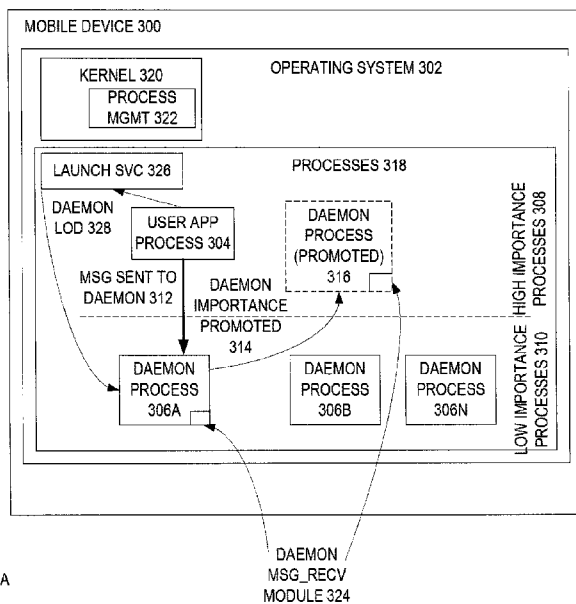 MOBILE DEVICE 300
OPERATING SYSTEM 302
KERNEL 320
PROCESS
MGMT 322
PROCESSES 318
LAUNCH SVC 326
DAEMON
LOD 328
USER APP
PROCESS 304
DAEMON
PROCESS
(PROMOTED)
316
HIGH IMPORTANCE
PROCESSES 308
MSG SENT TO
DAEMON 312
DAEMON
IMPORTANCE
PROMOTED
314
DAEMON
PROCESS
306A
DAEMON
PROCESS
306B
DAEMON
PROCESS
306N
LOW IMPORTANCE
PROCESSES 310
DAEMON
MSG_RECV
MODULE 324
A